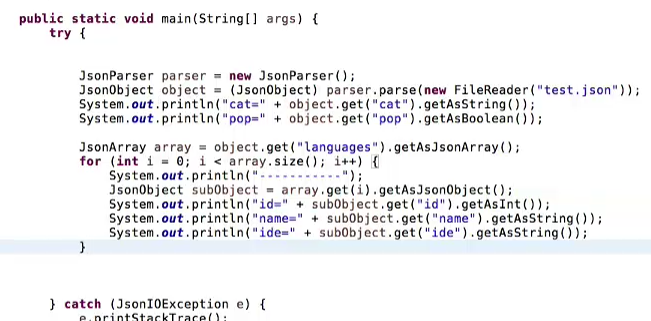 public static void main(String[] args) {
try {
JsonParser parser = new JsonParser();
JsonObject object = (JsonObject) parser.parse(new FileReader("test.json"));
System.out.println("cat=" + object.get("cat").getAsString());
System.out.println("pop=" + object.get("pop").getAsBoolean());
JsonArray array = object.get("languages").getAsJsonArray();
for (int i = 0; i < array.size(); i++) {
System.out.println("-----------");
JsonObject subObject = array.get(i).getAsJsonObject();
System.out.println("id=" + subObject.get("id").getAsInt());
System.out.println("name=" + subObject.get("name").getAsString());
System.out.println("ide=" + subObject.get("ide").getAsString());
}
} catch (JsonIOException e) {
e.printStackTrace();